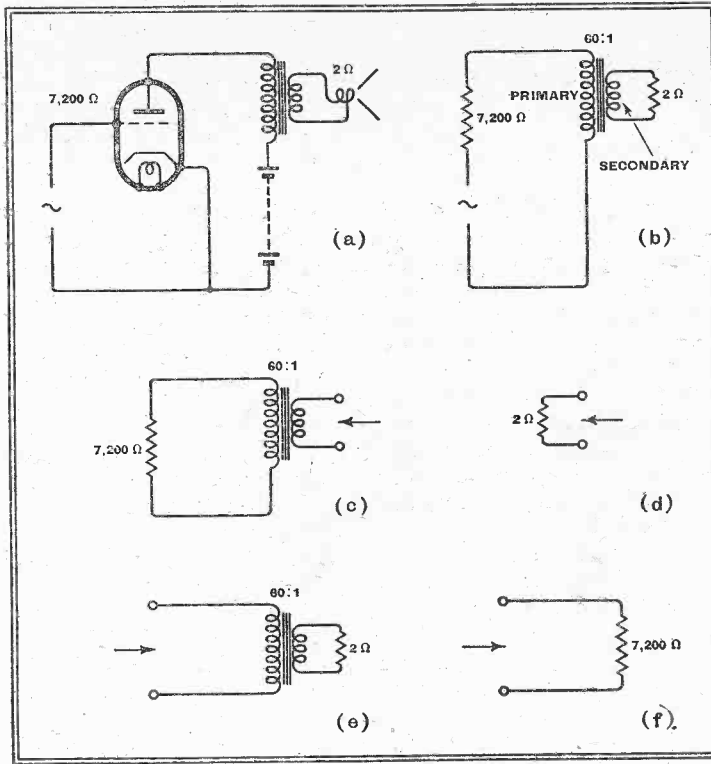 7,200 Ω
2 Ω
(a)
60:1
PRIMARY
7,200 Ω
2 Ω
SECONDARY
(b)
60:1
7,200 Ω
(c)
2 Ω
(d)
60:1
2 Ω
(e)
7,200 Ω
(f).